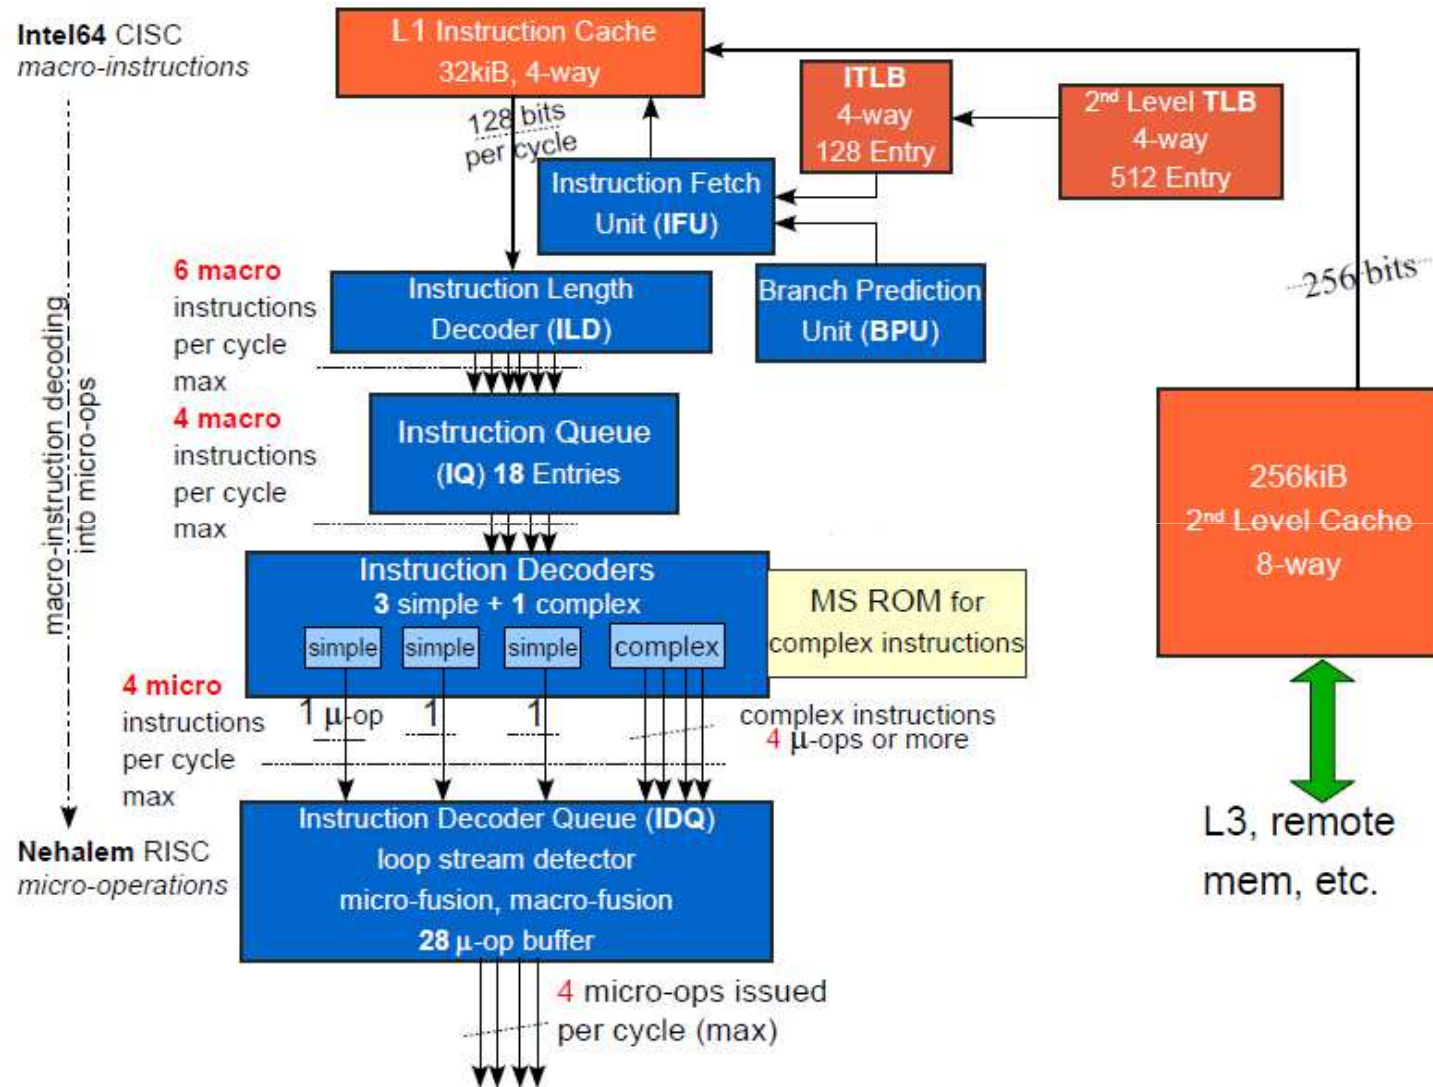 Intel64 CISC
macro-instructions
L1 Instruction Cache
32kiB, 4-way
128 bits
per cycle
ITLB
4-way
128 Entry
2nd Level TLB
4-way
512 Entry
Instruction Fetch
Unit (IFU)
Branch Prediction
Unit (BPU)
256 bits
6 macro
instructions
per cycle
max
Instruction Length
Decoder (ILD)
4 macro
instructions
per cycle
max
Instruction Queue
(IQ) 18 Entries
macro-instruction decoding
into micro-ops
256kiB
2nd Level Cache
8-way
Instruction Decoders
3 simple + 1 complex
simple
simple
simple
complex
MS ROM for
complex instructions
4 micro
instructions
per cycle
max
1 μ-op
1
1
complex instructions
4 μ-ops or more
Instruction Decoder Queue (IDQ)
loop stream detector
micro-fusion, macro-fusion
28 μ-op buffer
L3, remote
mem, etc.
Nehalem RISC
micro-operations
4 micro-ops issued
per cycle (max)